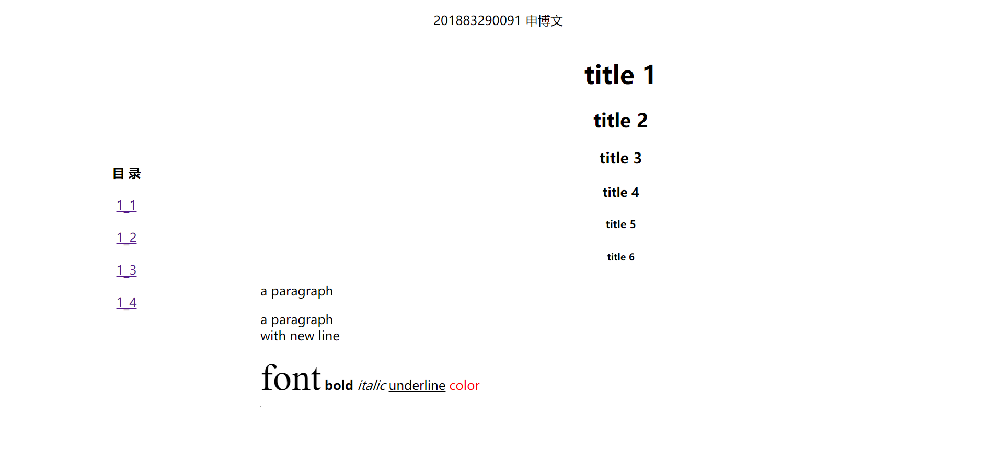 201883290091 申博文
目 录
1_1
1_2
1_3
1_4
title 1
title 2
title 3
title 4
title 5
title 6
a paragraph
a paragraph
with new line
font bold italic underline color